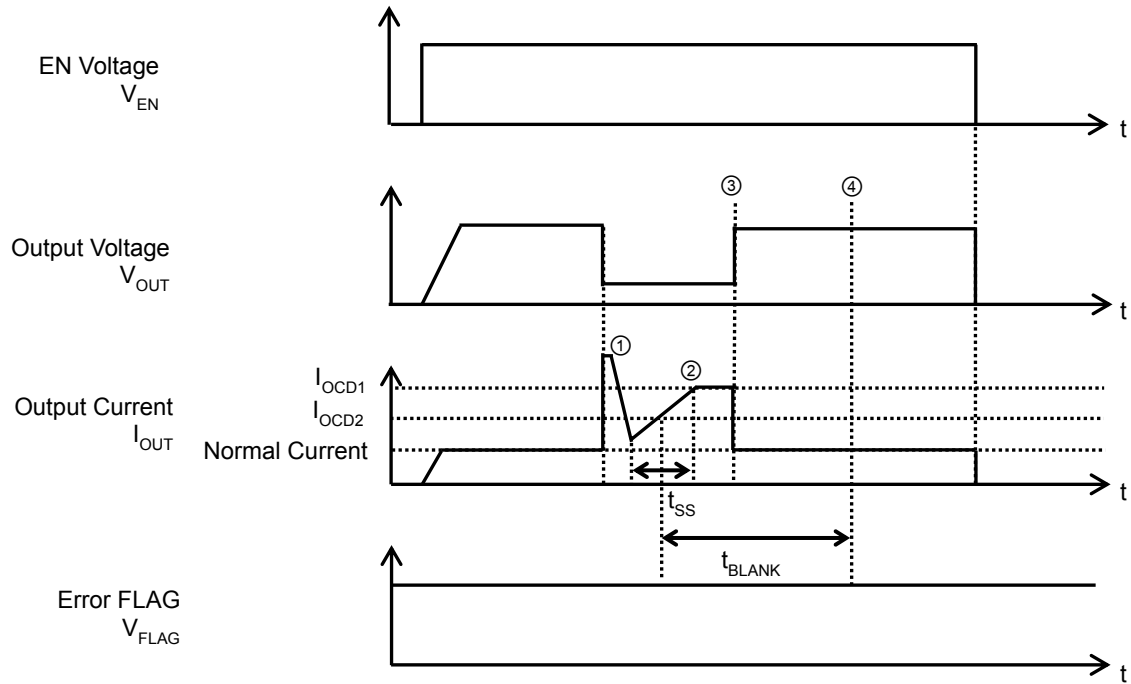 EN Voltage
V_EN
t
③
④
Output Voltage
V_OUT
t
①
②
I_OCD1
Output Current
I_OCD2
I_OUT
Normal Current
t
t_SS
t_BLANK
Error FLAG
V_FLAG
t